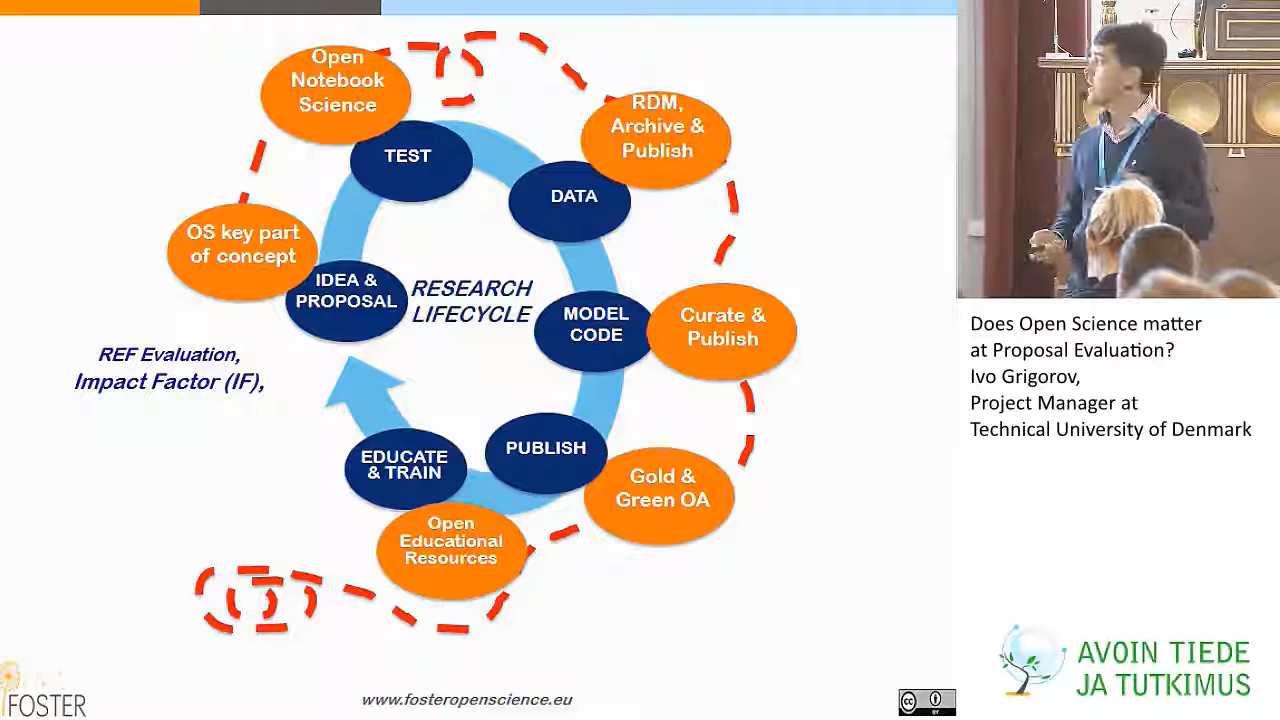 Open
Notebook
Science
RDM,
Archive &
Publish
TEST
DATA
OS key part
of concept
IDEA &
PROPOSAL
RESEARCH
LIFECYCLE
MODEL
CODE
Curate &
Publish
REF Evaluation,
Impact Factor (IF),
EDUCATE
& TRAIN
PUBLISH
Gold &
Green OA
Open
Educational
Resources
FOSTER
www.fosteropenscience.eu
cc
BY
Does Open Science matter
at Proposal Evaluation?
Ivo Grigorov,
Project Manager at
Technical University of Denmark
AVOIN TIEDE
JA TUTKIMUS